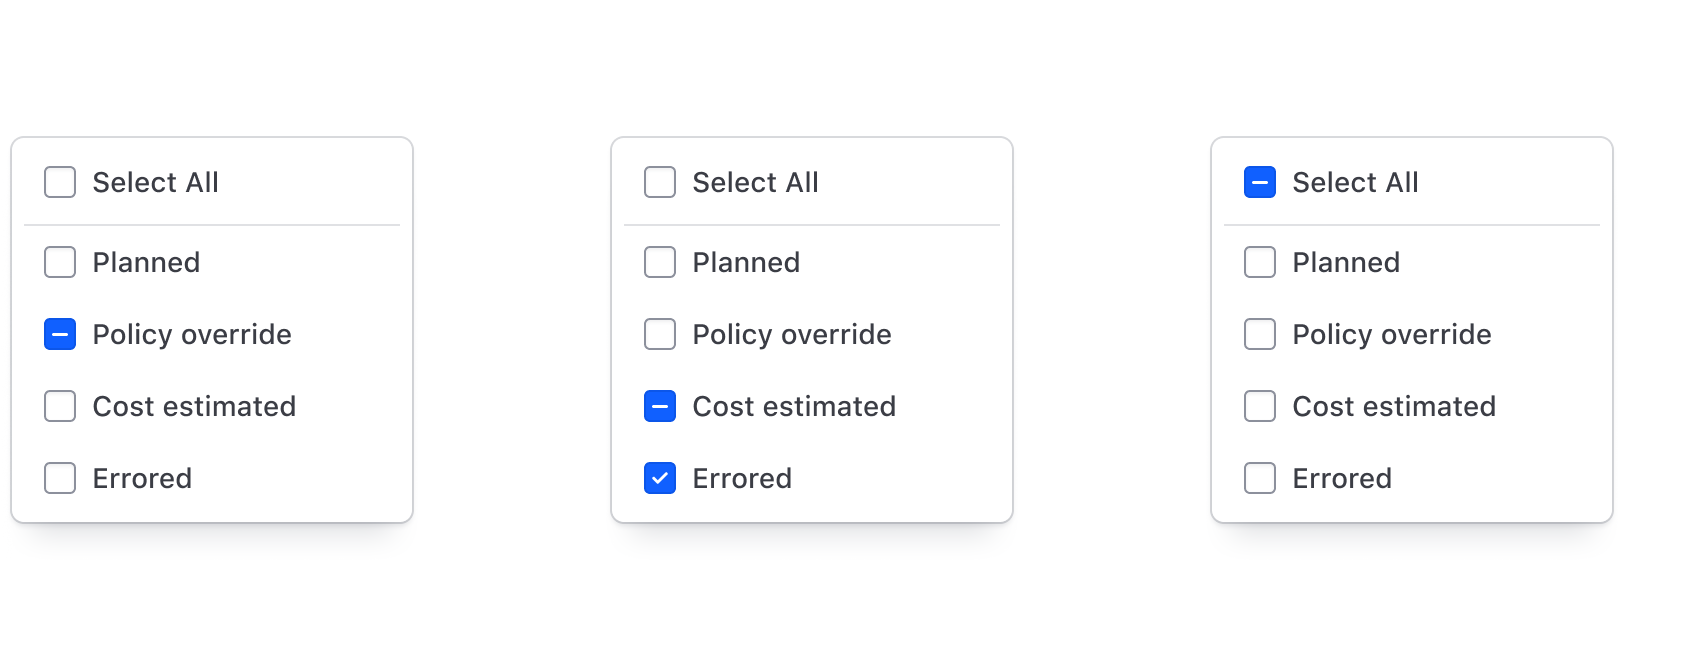 Select All
Planned
Policy override
Cost estimated
Errored
Select All
Planned
Policy override
Cost estimated
Errored
Select All
Planned
Policy override
Cost estimated
Errored